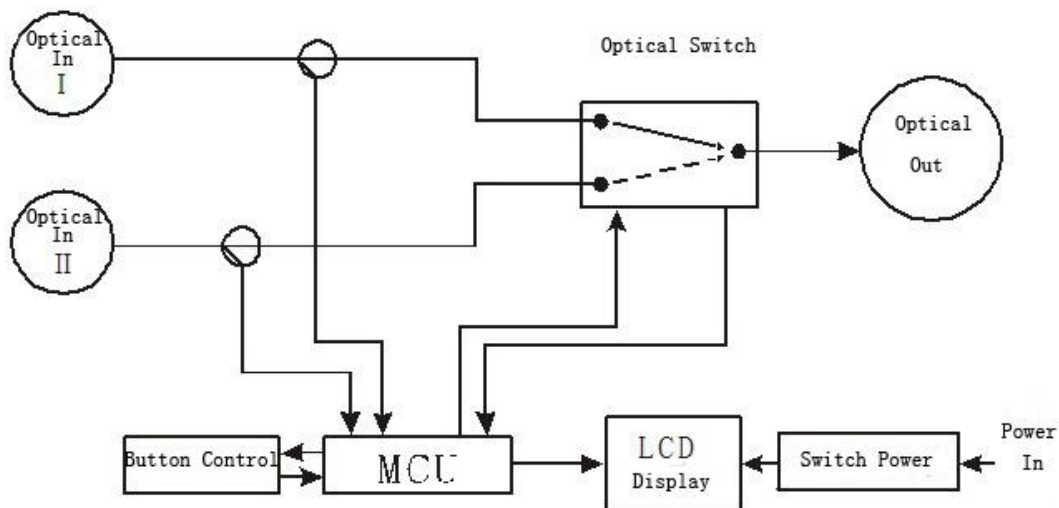 Optical
In
I
Optical Switch
Optical
Out
Optical
In
II
Button Control
MCU
LCD
Display
Switch Power
Power
In